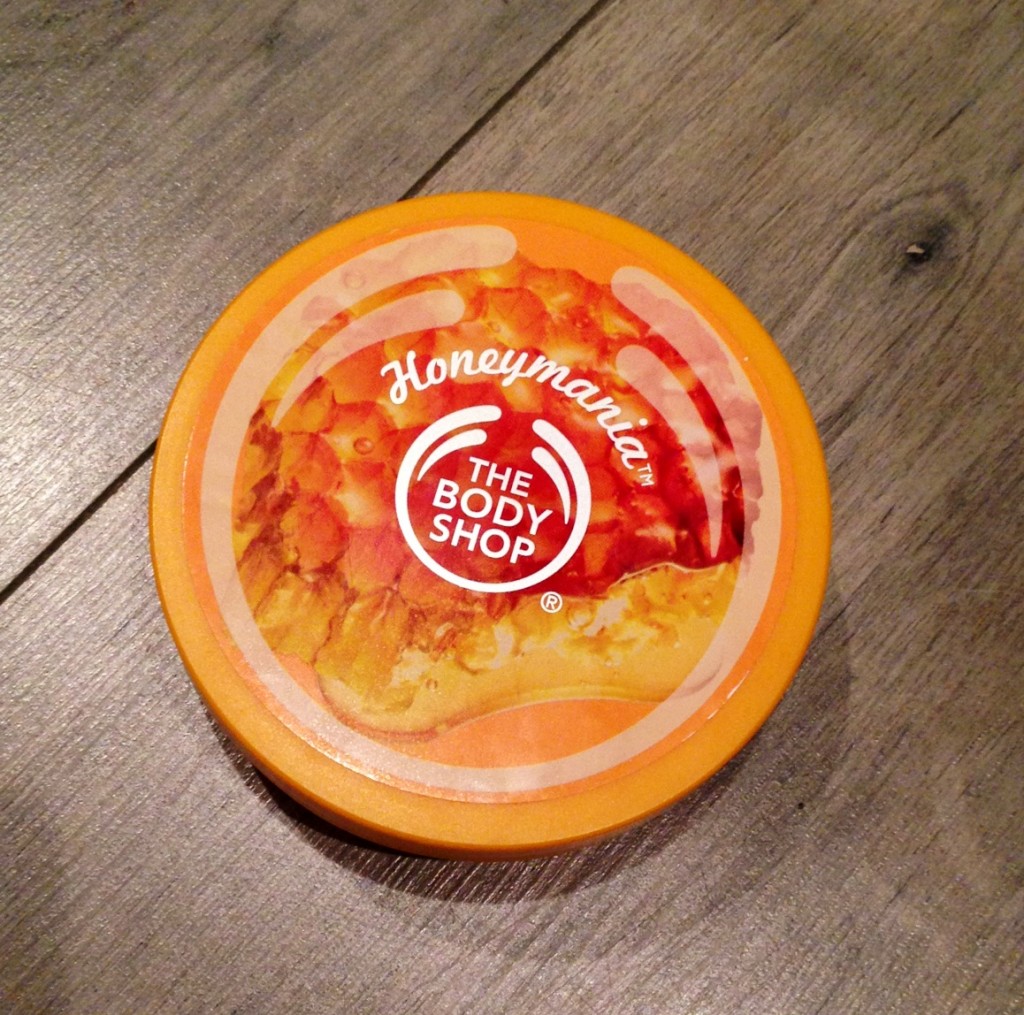 Honeymania™
THE
BODY
SHOP
®